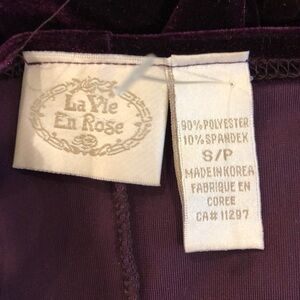 La Vie
En Rose
90% POLYESTER
10% SPANDEX
S/P
MADE IN KOREA
FABRIQUE EN
COREE
CA# 11297